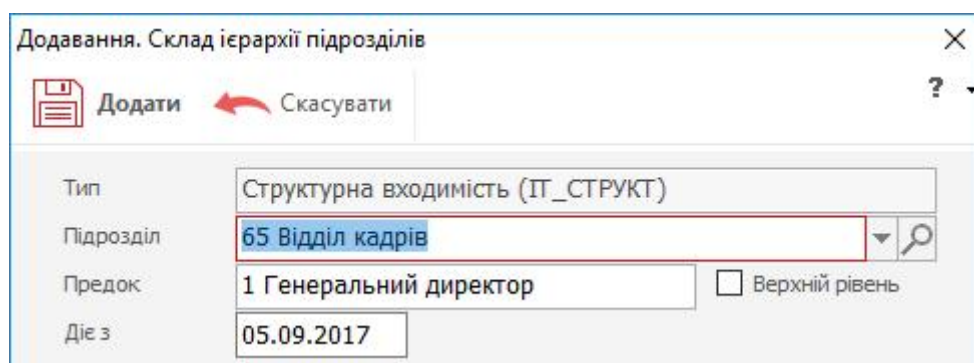 Додавання. Склад ієрархії підрозділів
Додати Скасувати ?
Тип Структурна входимість (ІТ_СТРУКТ)
Підрозділ 65 Відділ кадрів
Предок 1 Генеральний директор Верхній рівень
Діє з 05.09.2017